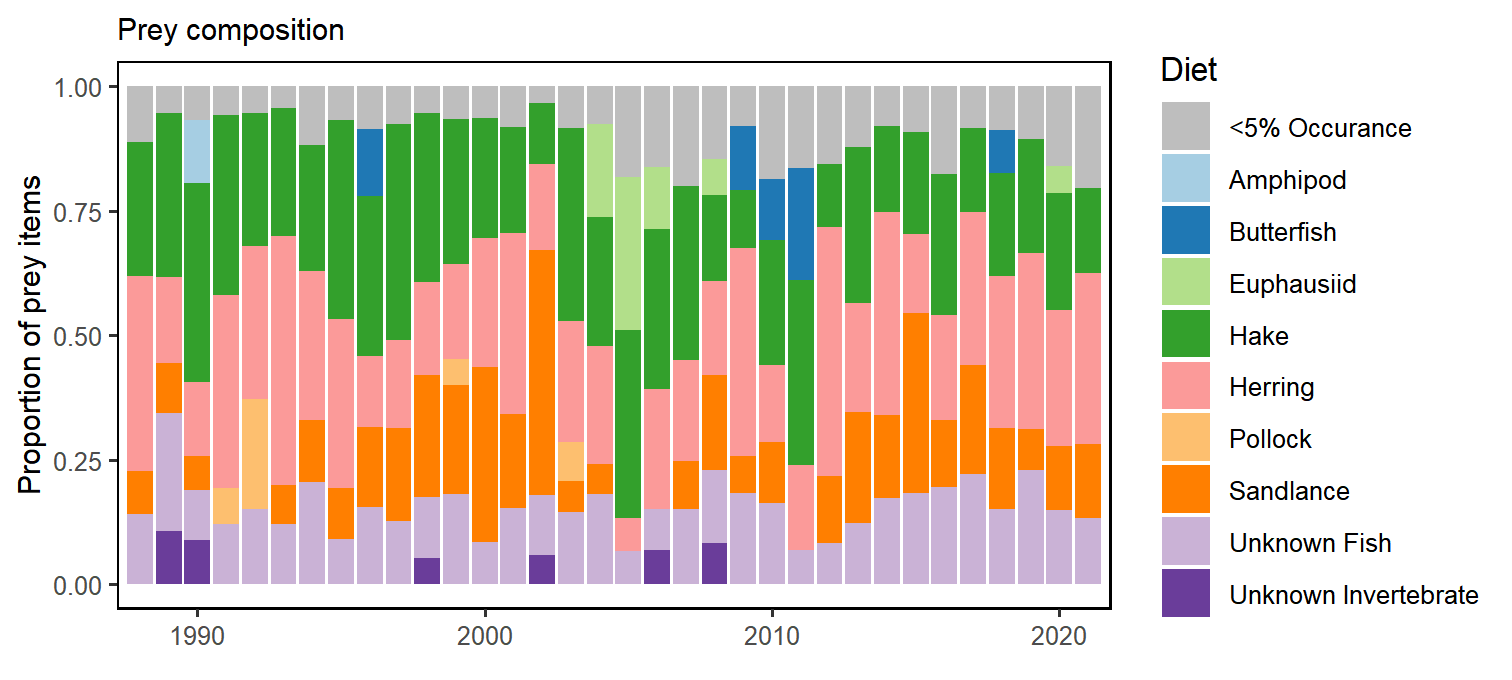 Prey composition
Proportion of prey items
1.00
0.75
0.50
0.25
0.00
1990
2000
2010
2020
Diet
<5% Occurance
Amphipod
Butterfish
Euphausiid
Hake
Herring
Pollock
Sandlance
Unknown Fish
Unknown Invertebrate